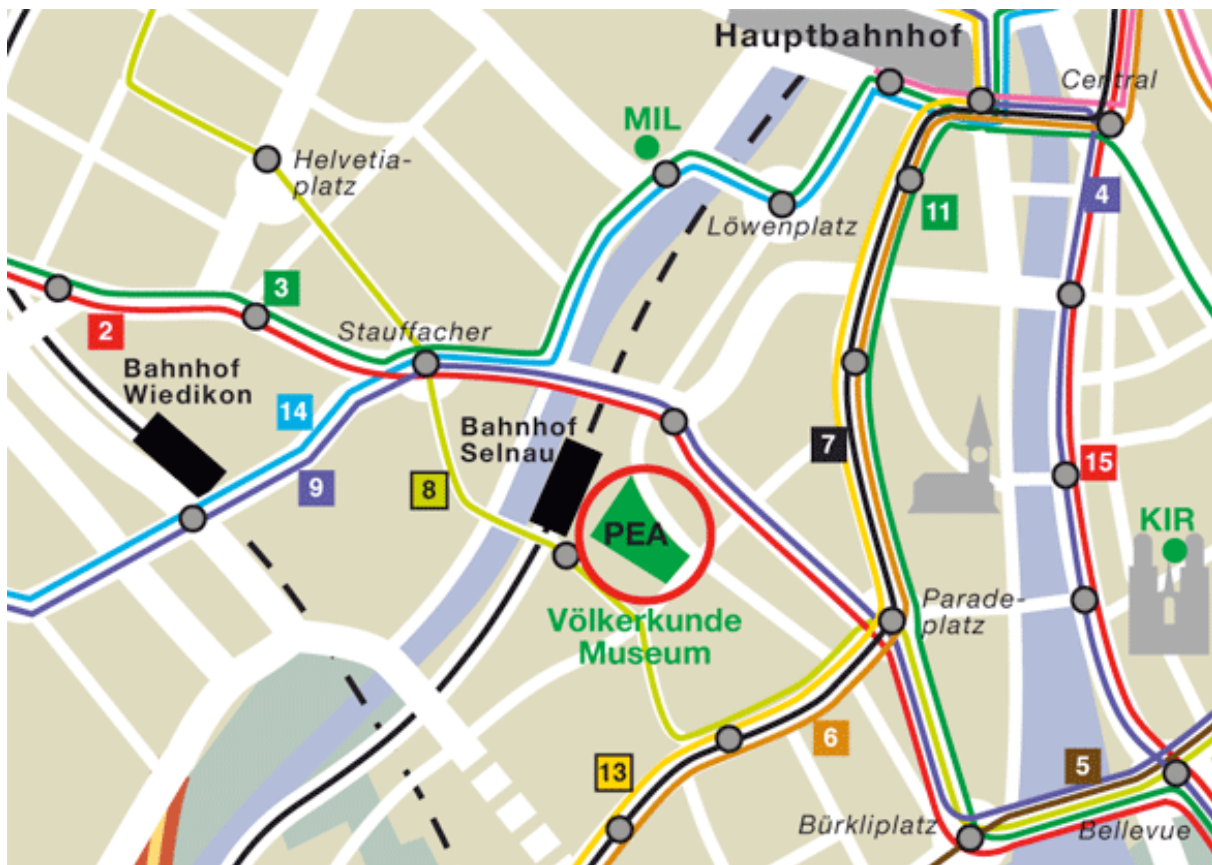 Hauptbahnhof
Central
MIL
Helvetia-
platz
4
11
Löwenplatz
3
2
Stauffacher
Bahnhof
Wiedikon
14
Bahnhof
Selnau
7
15
9
8
PEA
KIR
Völkerkunde
Museum
Parade-
platz
6
13
5
Bürkliplatz
Bellevue